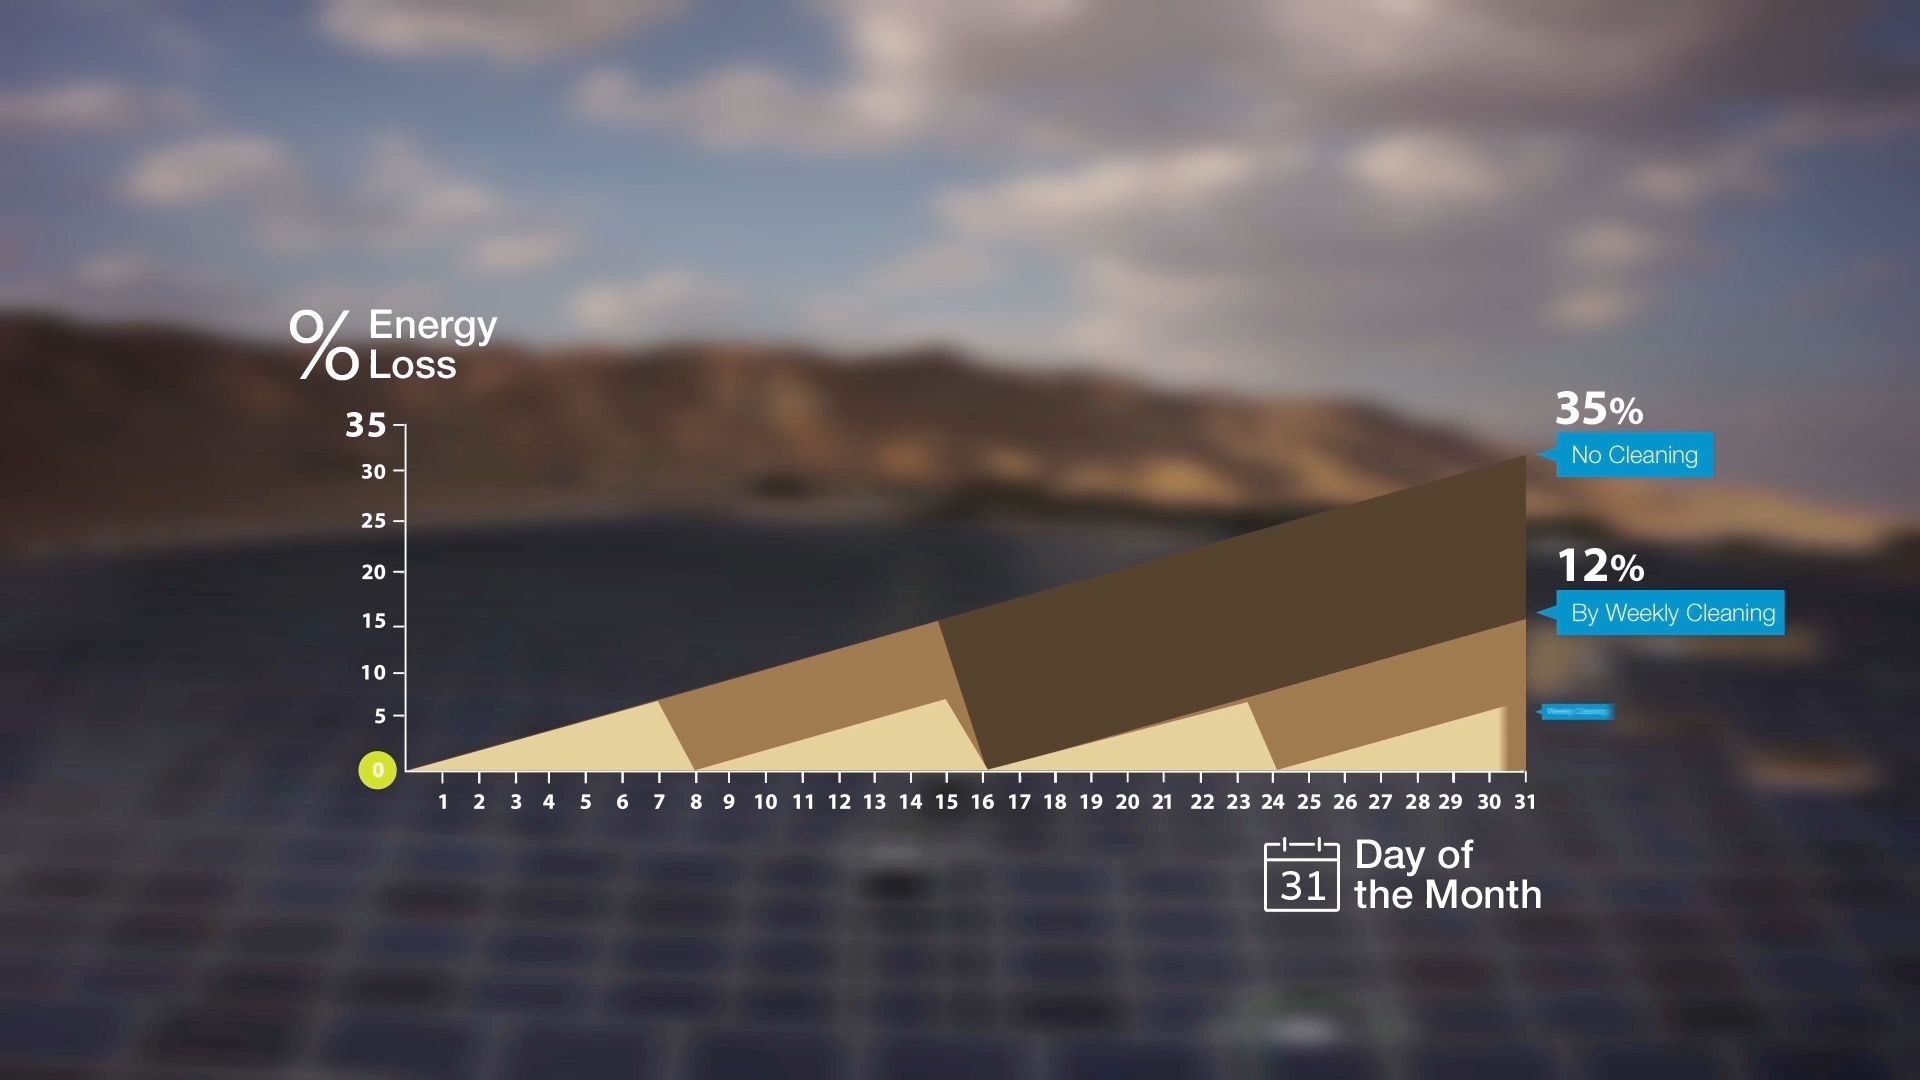 % Energy
Loss
35
30
25
20
15
10
5
0
1 2 3 4 5 6 7 8 9 10 11 12 13 14 15 16 17 18 19 20 21 22 23 24 25 26 27 28 29 30 31
35%
No Cleaning
12%
By Weekly Cleaning
31
Day of
the Month